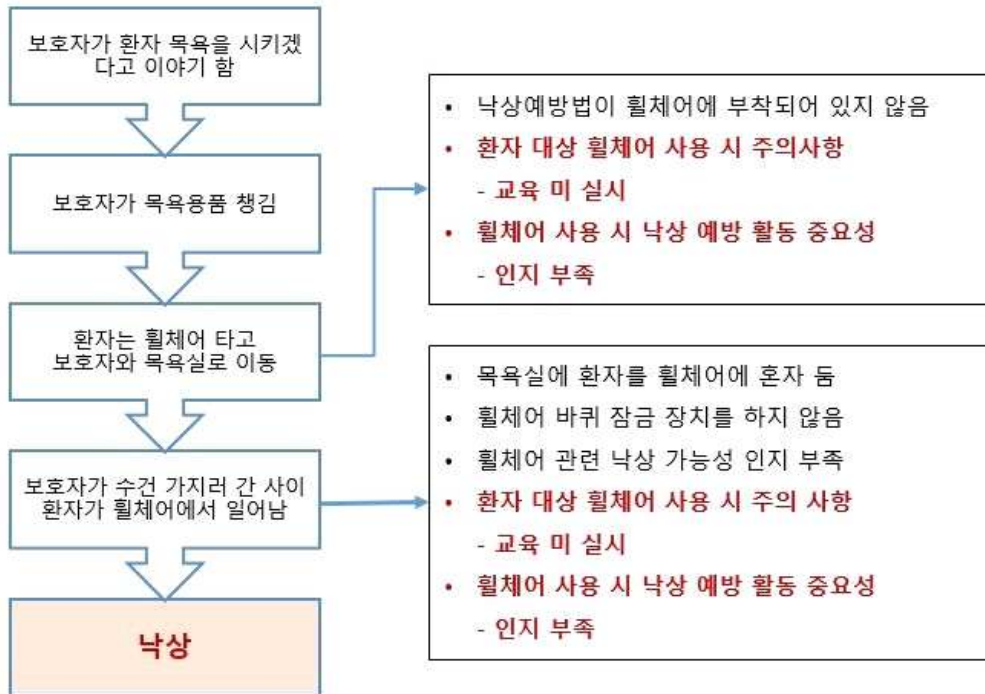 보호자가 환자 목욕을 시키겠
다고 이야기 함
보호자가 목욕용품 챙김
환자는 휠체어 타고
보호자와 목욕실로 이동
보호자가 수건 가지러 간 사이
환자가 휠체어에서 일어남
낙상
• 낙상예방법이 휠체어에 부착되어 있지 않음
• 환자 대상 휠체어 사용 시 주의사항
- 교육 미 실시
• 휠체어 사용 시 낙상 예방 활동 중요성
- 인지 부족
• 목욕실에 환자를 휠체어에 혼자 둠
• 휠체어 바퀴 잠금 장치를 하지 않음
• 휠체어 관련 낙상 가능성 인지 부족
• 환자 대상 휠체어 사용 시 주의 사항
- 교육 미 실시
• 휠체어 사용 시 낙상 예방 활동 중요성
- 인지 부족